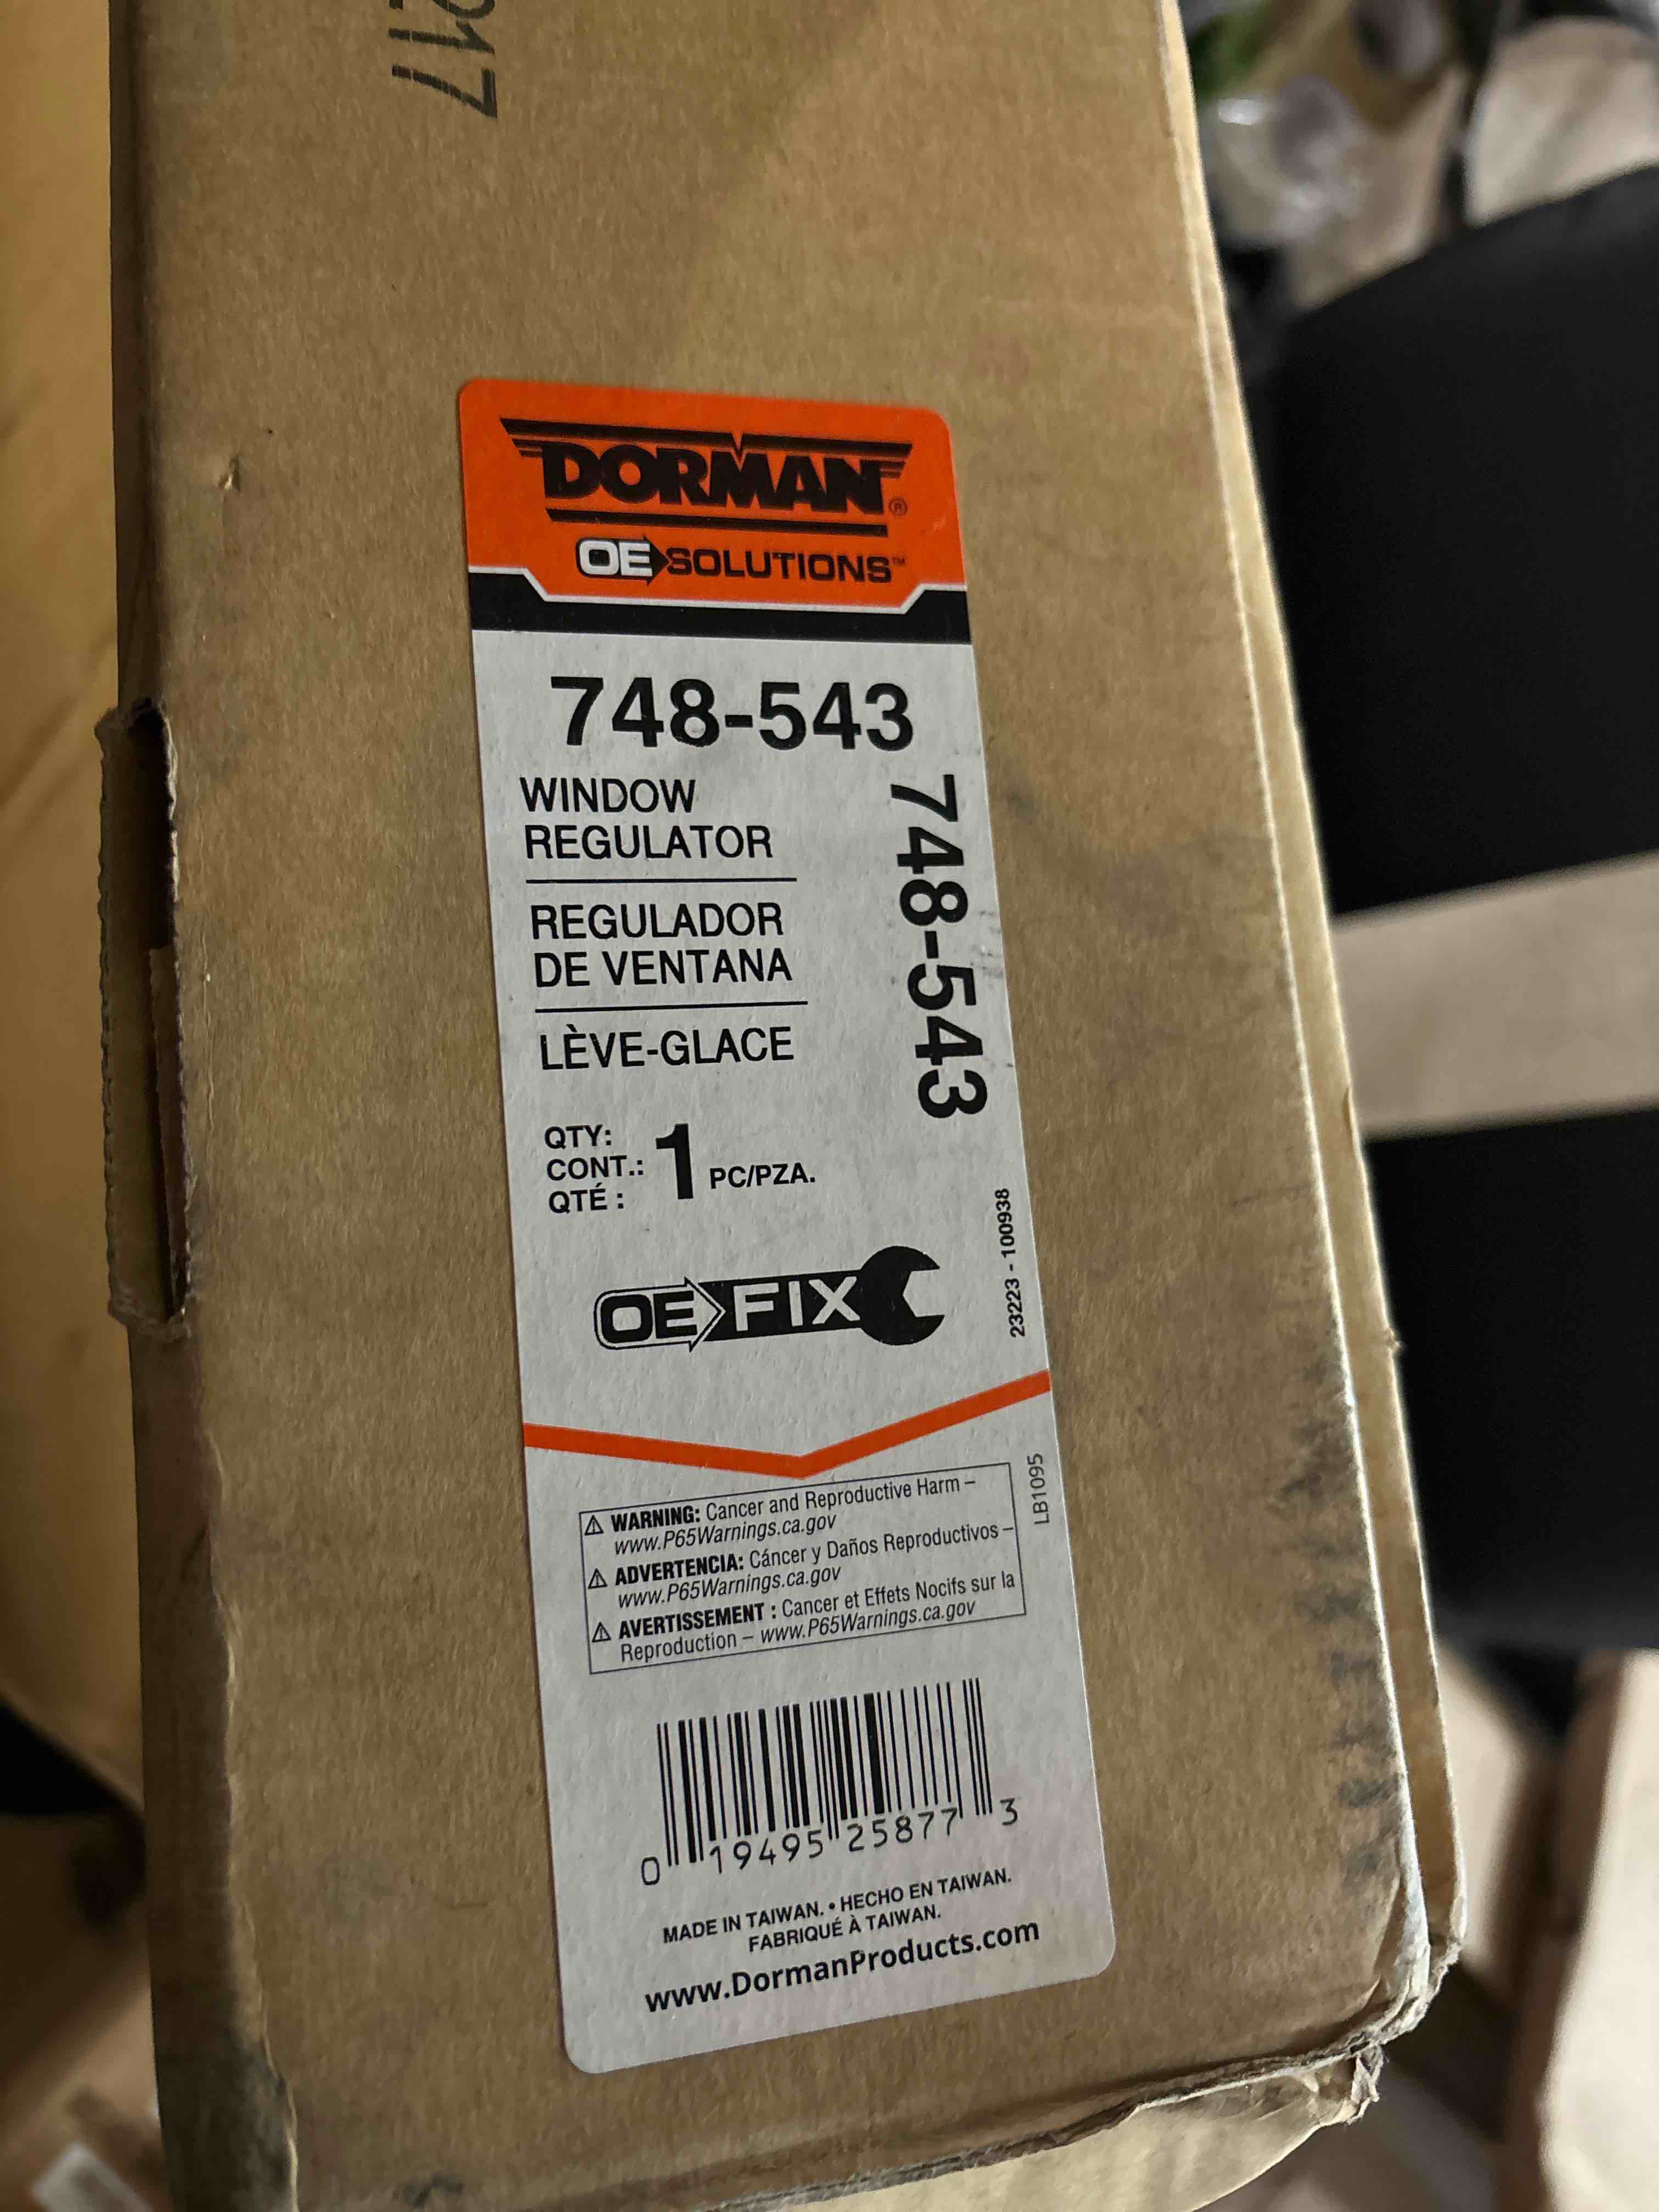 217
DORMAN®
OE SOLUTIONS™
748-543
WINDOW
REGULATOR
REGULADOR
DE VENTANA
LÈVE-GLACE
748-543
QTY:
CONT.:
QTÉ :
1 PC/PZA.
23223 - 100938
OE FIX
LB1095
⚠ WARNING: Cancer and Reproductive Harm –
www.P65Warnings.ca.gov
⚠ ADVERTENCIA: Cáncer y Daños Reproductivos –
www.P65Warnings.ca.gov
⚠ AVERTISSEMENT : Cancer et Effets Nocifs sur la
Reproduction – www.P65Warnings.ca.gov
0 19495 25877 3
MADE IN TAIWAN. • HECHO EN TAIWAN.
FABRIQUÉ À TAIWAN.
www.DormanProducts.com